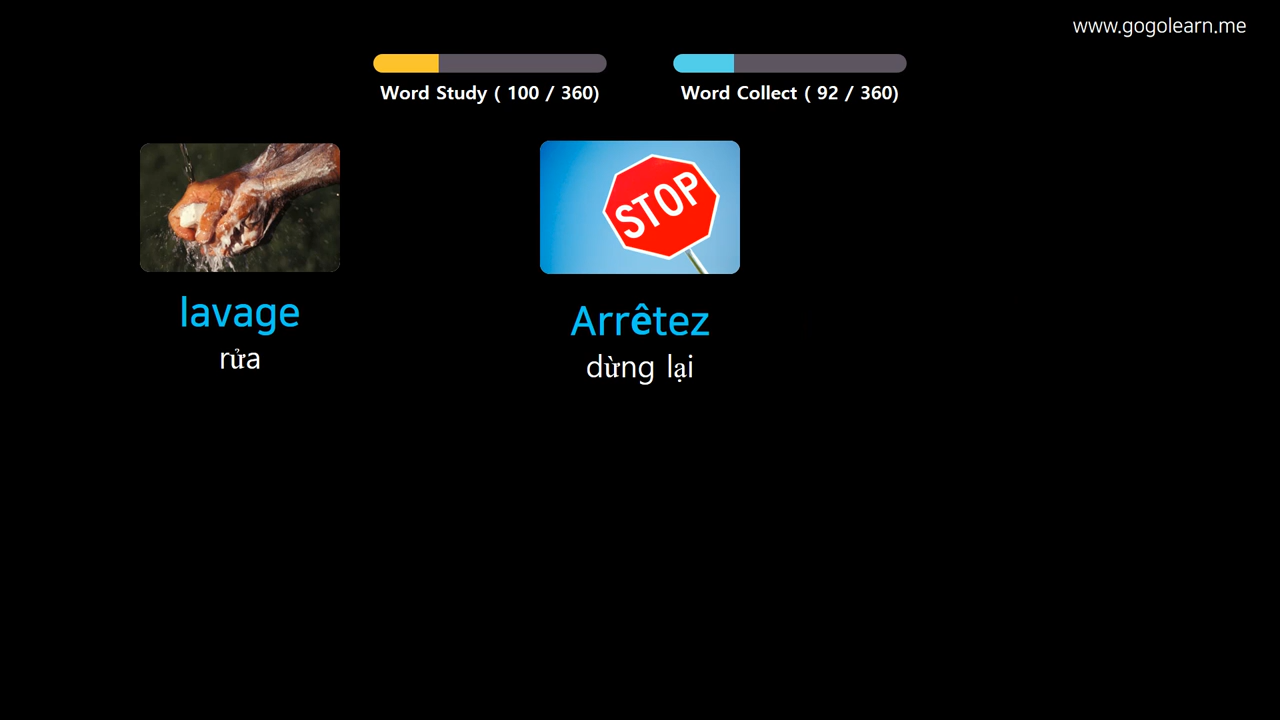 www.gogolearn.me
Word Study ( 100 / 360)
Word Collect ( 92 / 360)
STOP
lavage
rửa
Arrêtez
dừng lại